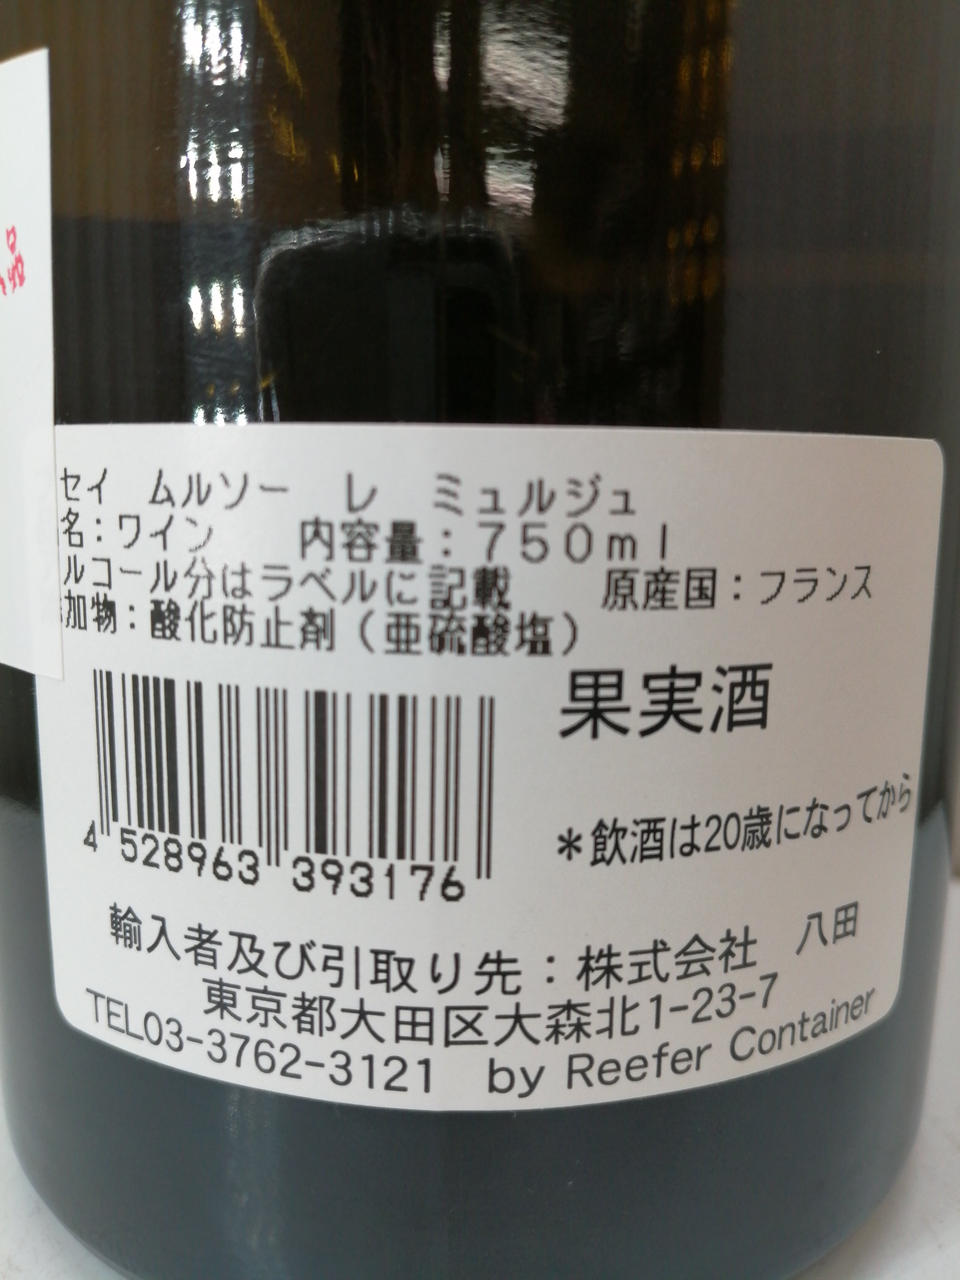 品
セイ　ムルソー　レ　ミュルジュ
名：ワイン　　内容量：７５０ｍｌ
ルコール分はラベルに記載　　原産国：フランス
加物：酸化防止剤（亜硫酸塩）
果実酒
4 528963 393176
＊飲酒は20歳になってから
輸入者及び引取り先：株式会社　八田
東京都大田区大森北1-23-7
TEL03-3762-3121　by Reefer Container